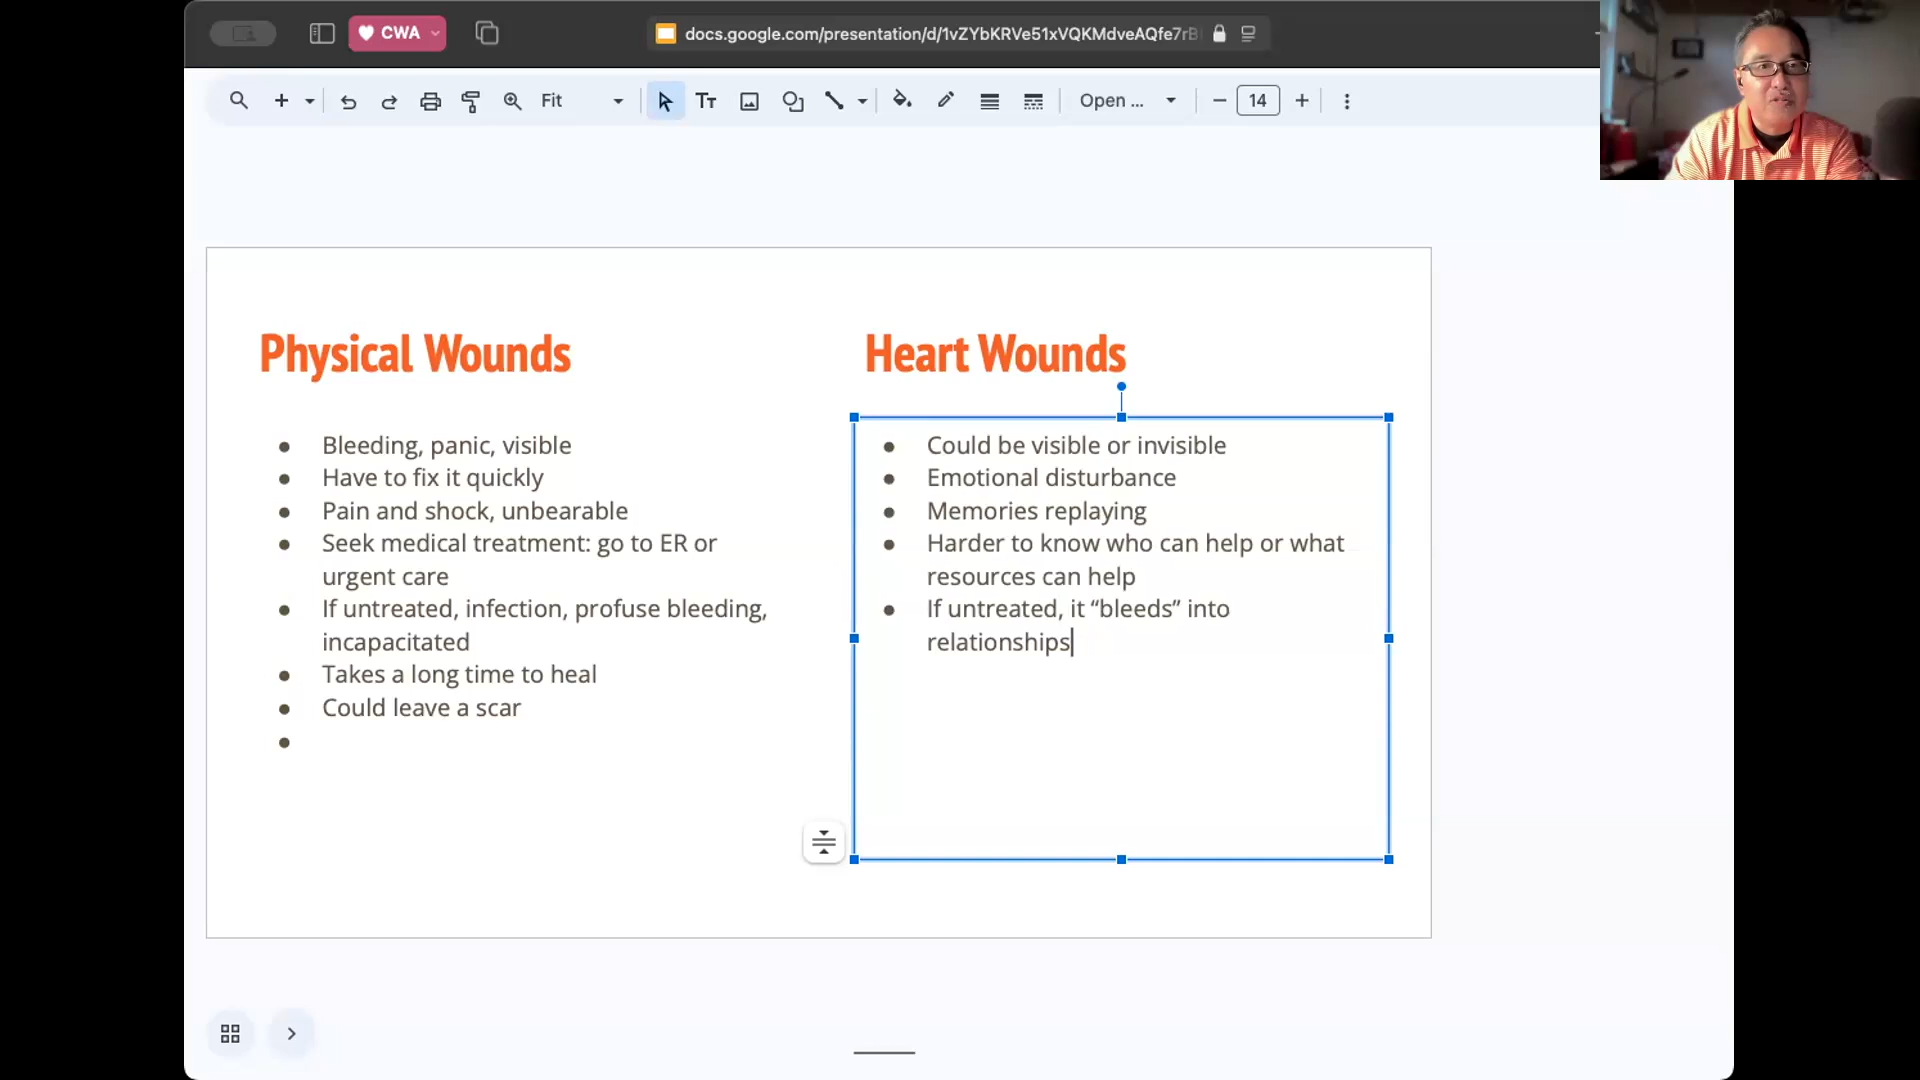 CWA
docs.google.com/presentation/d/1vZYbKRVe51xVQKMdveAQfe7rB
Fit
Open ...
14
Physical Wounds
Heart Wounds
● Bleeding, panic, visible
● Have to fix it quickly
● Pain and shock, unbearable
● Seek medical treatment: go to ER or
urgent care
● If untreated, infection, profuse bleeding,
incapacitated
● Takes a long time to heal
● Could leave a scar
●
● Could be visible or invisible
● Emotional disturbance
● Memories replaying
● Harder to know who can help or what
resources can help
● If untreated, it “bleeds” into
relationships